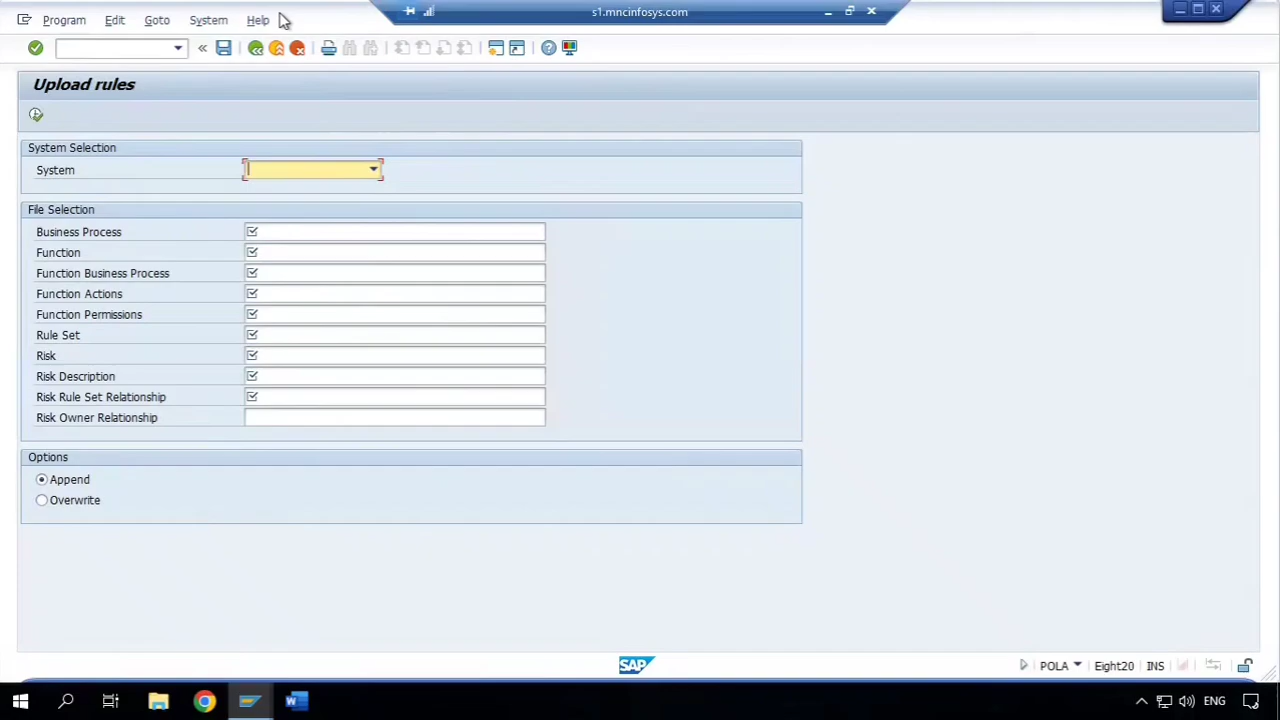 Program Edit Goto System Help
s1.mncinfosys.com
Upload rules
System Selection
System
File Selection
Business Process
Function
Function Business Process
Function Actions
Function Permissions
Rule Set
Risk
Risk Description
Risk Rule Set Relationship
Risk Owner Relationship
Options
Append
Overwrite
SAP
POLA Eight20 INS
ENG